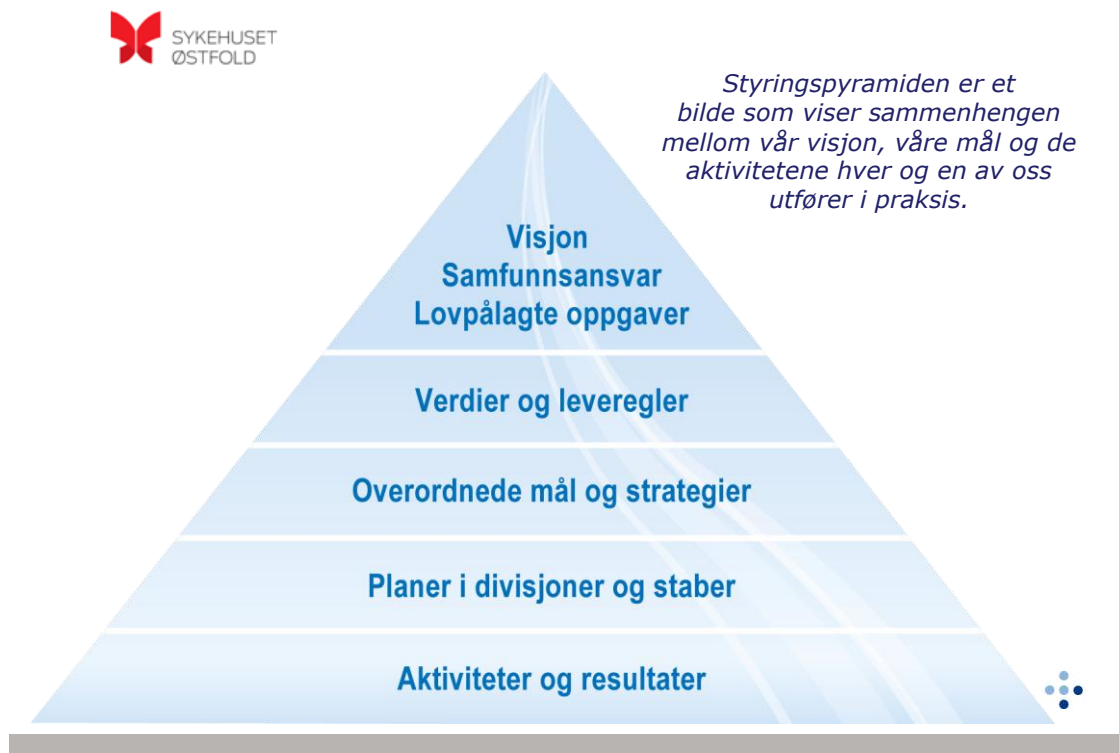 SYKEHUSET
ØSTFOLD
Styringspyramiden er et
bilde som viser sammenhengen
mellom vår visjon, våre mål og de
aktivitetene hver og en av oss
utfører i praksis.
Visjon
Samfunnsansvar
Lovpålagte oppgaver
Verdier og leveregler
Overordnede mål og strategier
Planer i divisjoner og staber
Aktiviteter og resultater